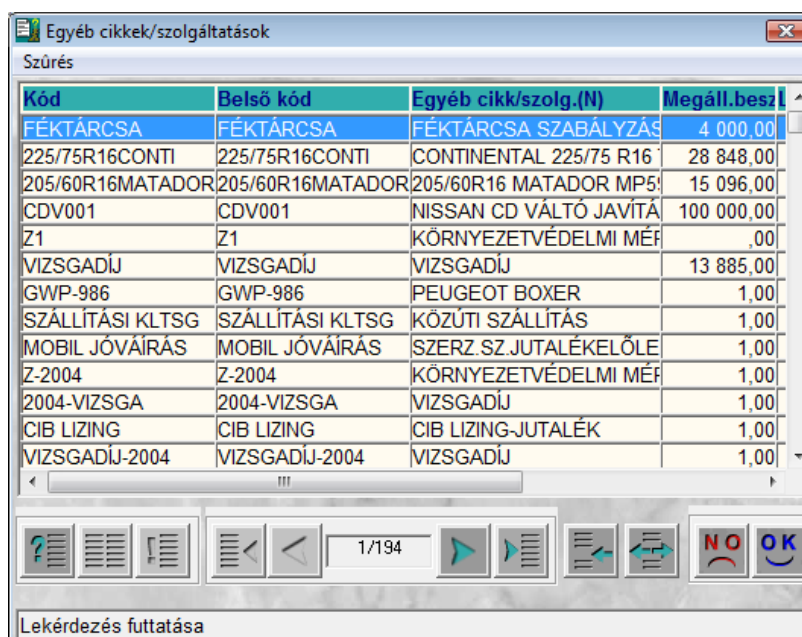 Egyéb cikkek/szolgáltatások
Szûrés
Kód Belső kód Egyéb cikk/szolg.(N) Megáll.besz
FÉKTÁRCSA FÉKTÁRCSA FÉKTÁRCSA SZABÁLYZÁS 4 000,00
225/75R16CONTI 225/75R16CONTI CONTINENTAL 225/75 R16 28 848,00
205/60R16MATADOR 205/60R16MATADOR 205/60R16 MATADOR MP59 15 096,00
CDV001 CDV001 NISSAN CD VÁLTÓ JAVÍTÁ 100 000,00
Z1 Z1 KÖRNYEZETVÉDELMI MÉR ,00
VIZSGADÍJ VIZSGADÍJ VIZSGADÍJ 13 885,00
GWP-986 GWP-986 PEUGEOT BOXER 1,00
SZÁLLÍTÁSI KLTSG SZÁLLÍTÁSI KLTSG KÖZÚTI SZÁLLÍTÁS 1,00
MOBIL JÓVÁÍRÁS MOBIL JÓVÁÍRÁS SZERZ.SZ.JUTALÉKELŐLE 1,00
Z-2004 Z-2004 KÖRNYEZETVÉDELMI MÉR 1,00
2004-VIZSGA 2004-VIZSGA VIZSGADÍJ 1,00
CIB LIZING CIB LIZING CIB LIZING-JUTALÉK 1,00
VIZSGADÍJ-2004 VIZSGADÍJ-2004 VIZSGADÍJ 1,00
1/194 NO OK
Lekérdezés futtatása